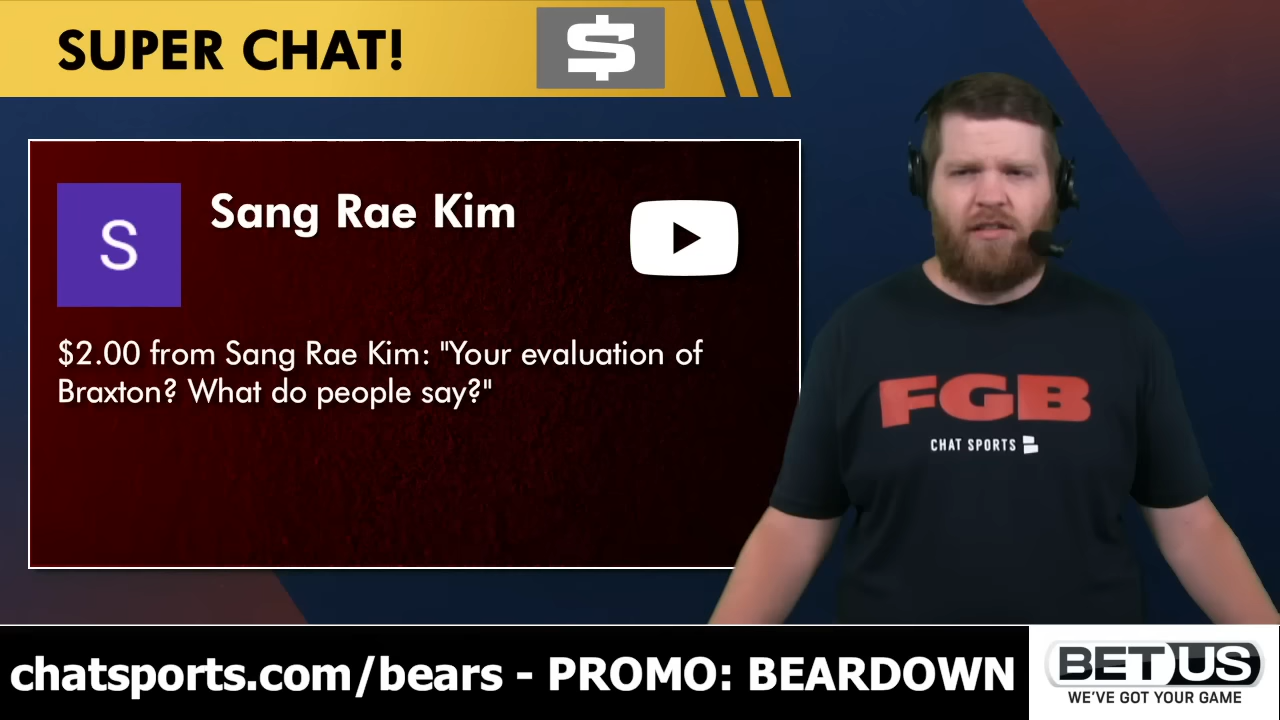 SUPER CHAT!
$
S
Sang Rae Kim
$2.00 from Sang Rae Kim: "Your evaluation of
Braxton? What do people say?"
FGB
CHAT SPORTS
chatsports.com/bears - PROMO: BEARDOWN
BETUS
WE'VE GOT YOUR GAME